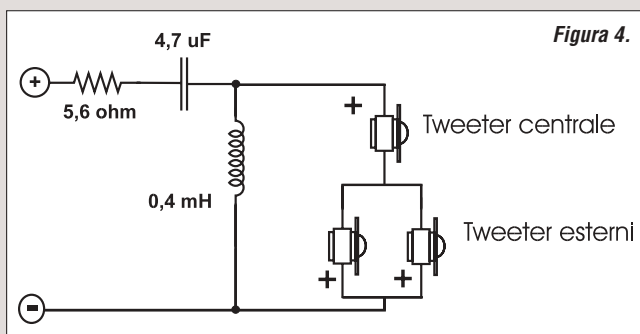 Figura 4.
4,7 uF
+
5,6 ohm
+
Tweeter centrale
0,4 mH
Tweeter esterni
+
+
-